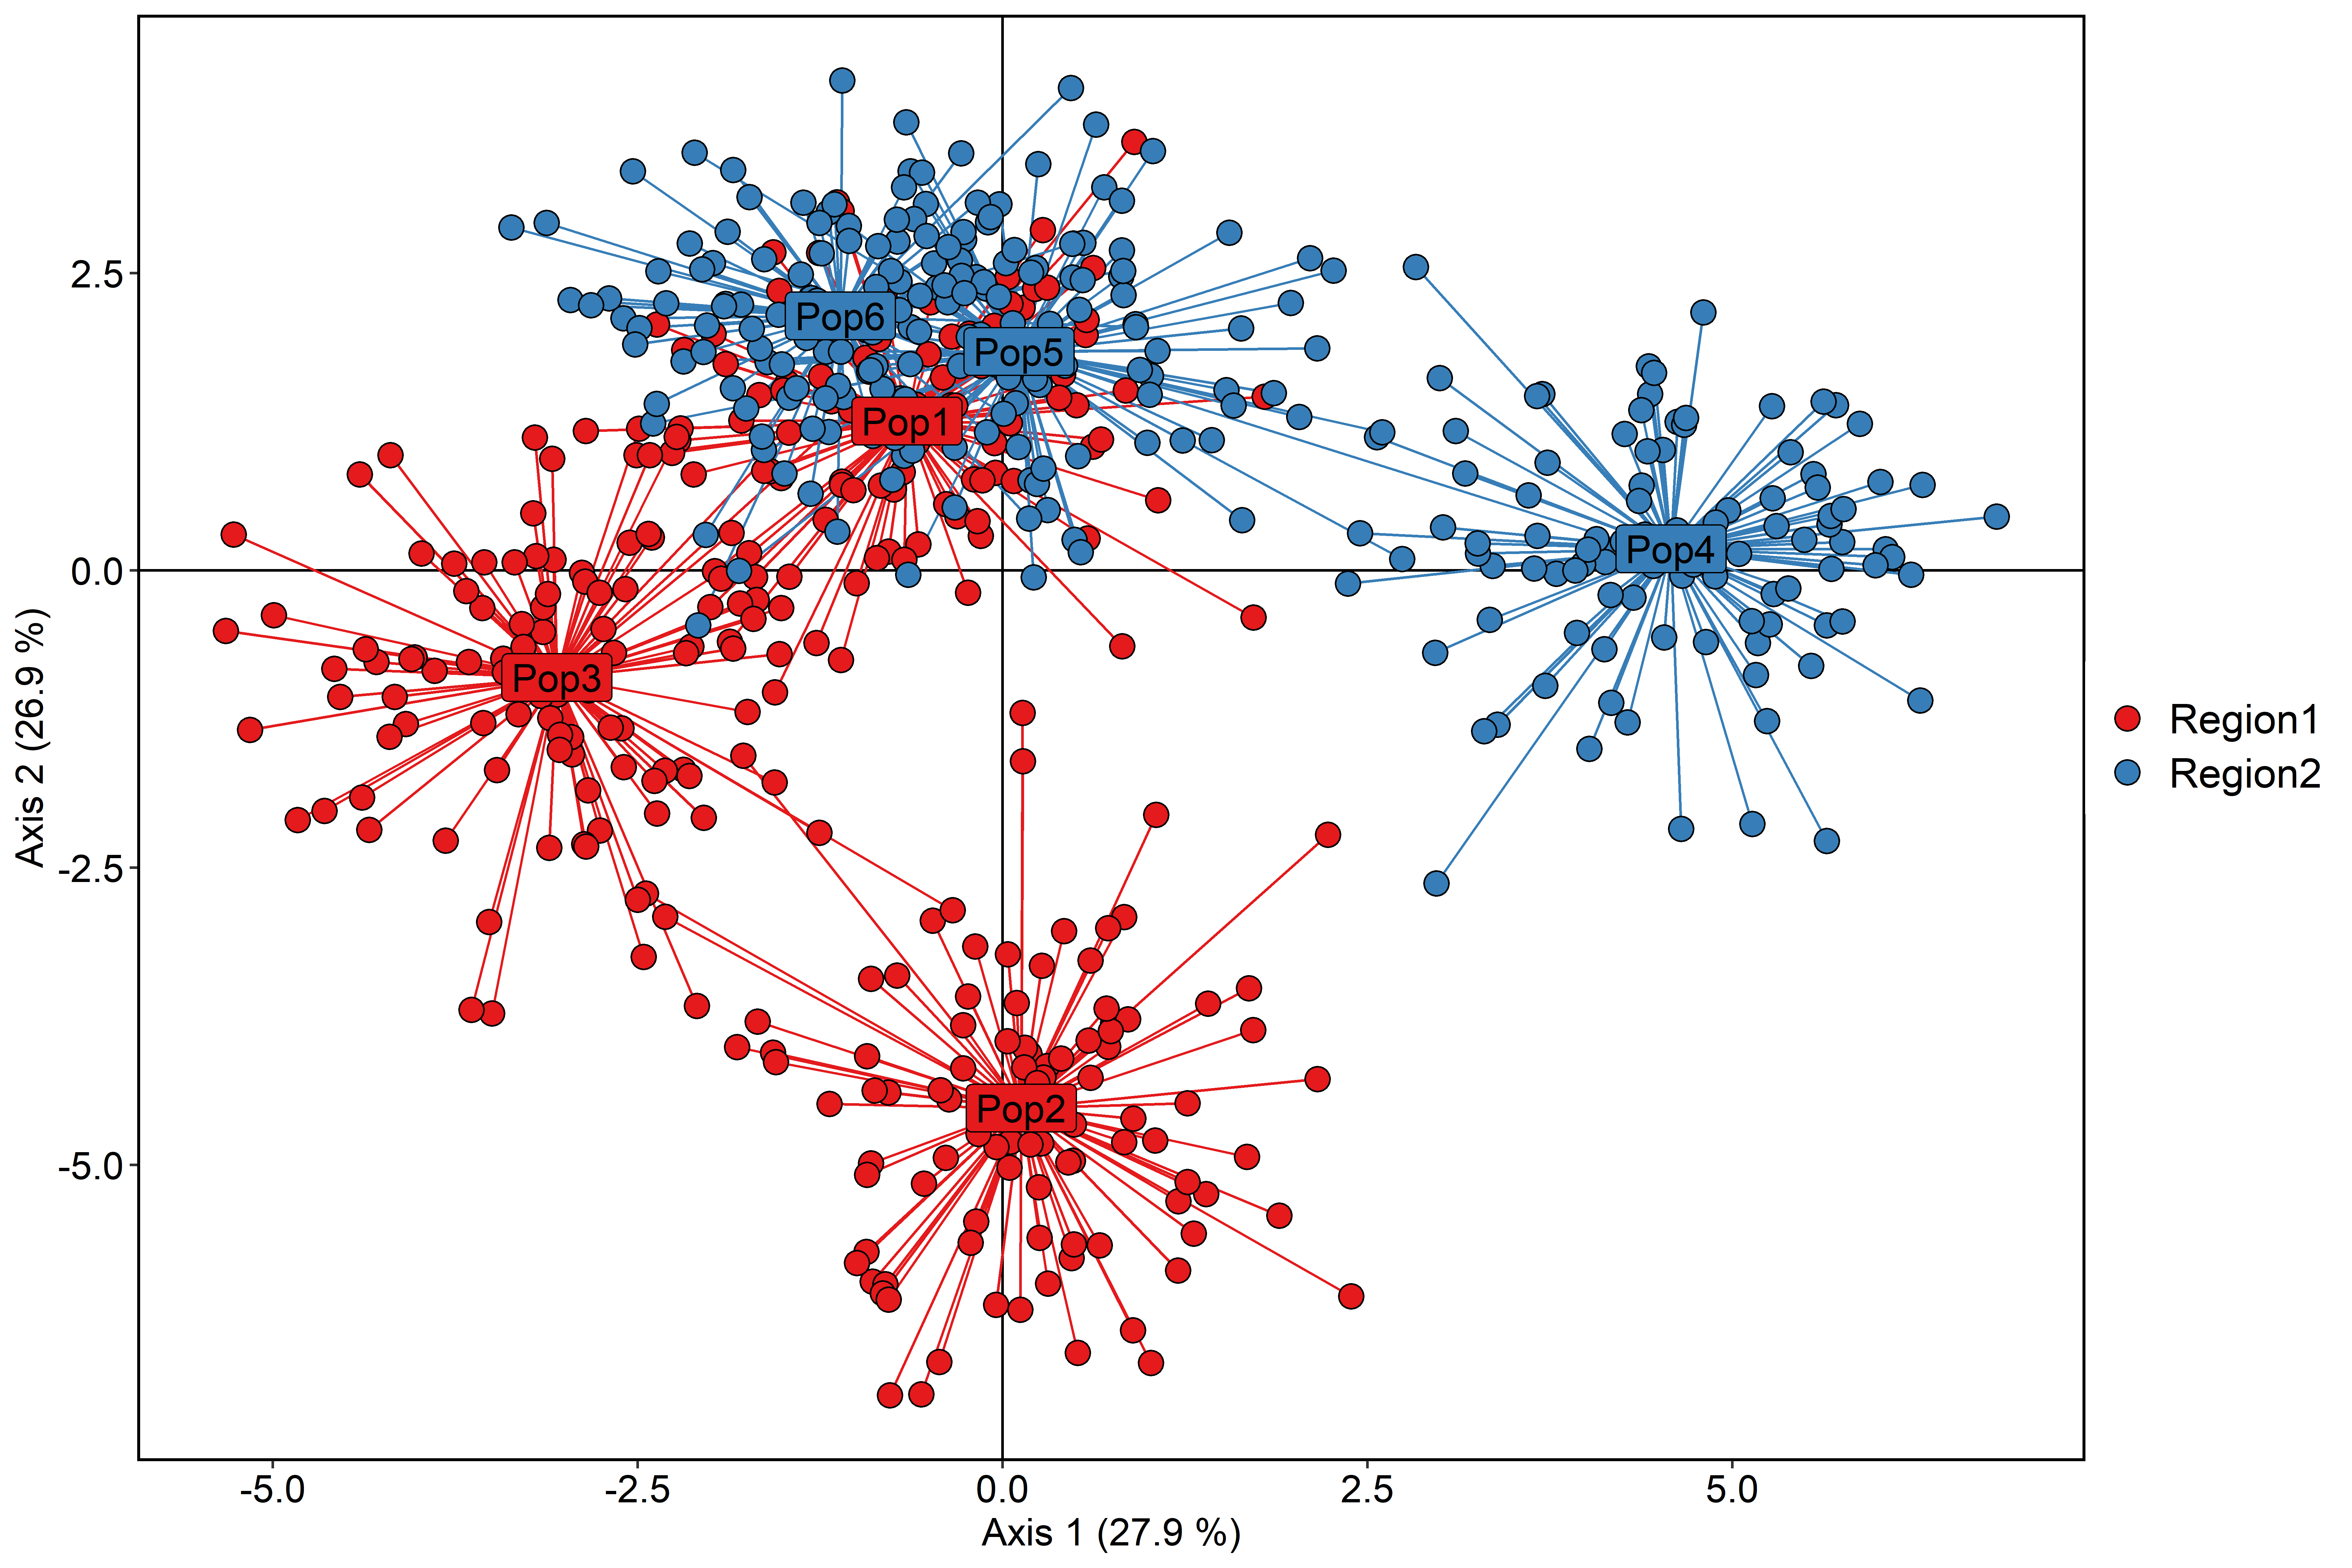 2.5
0.0
-2.5
-5.0
Axis 2 (26.9 %)
Pop6
Pop5
Pop1
Pop4
Pop3
Pop2
Region1
Region2
-5.0
-2.5
0.0
2.5
5.0
Axis 1 (27.9 %)